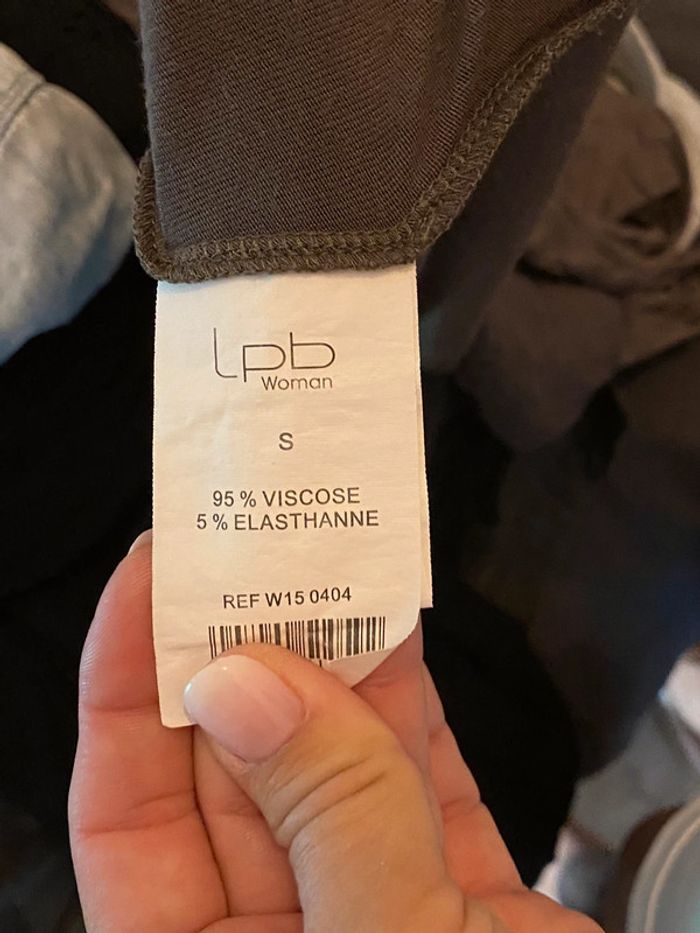 lpb
Woman
S
95 % VISCOSE
5 % ELASTHANNE
REF W15 0404